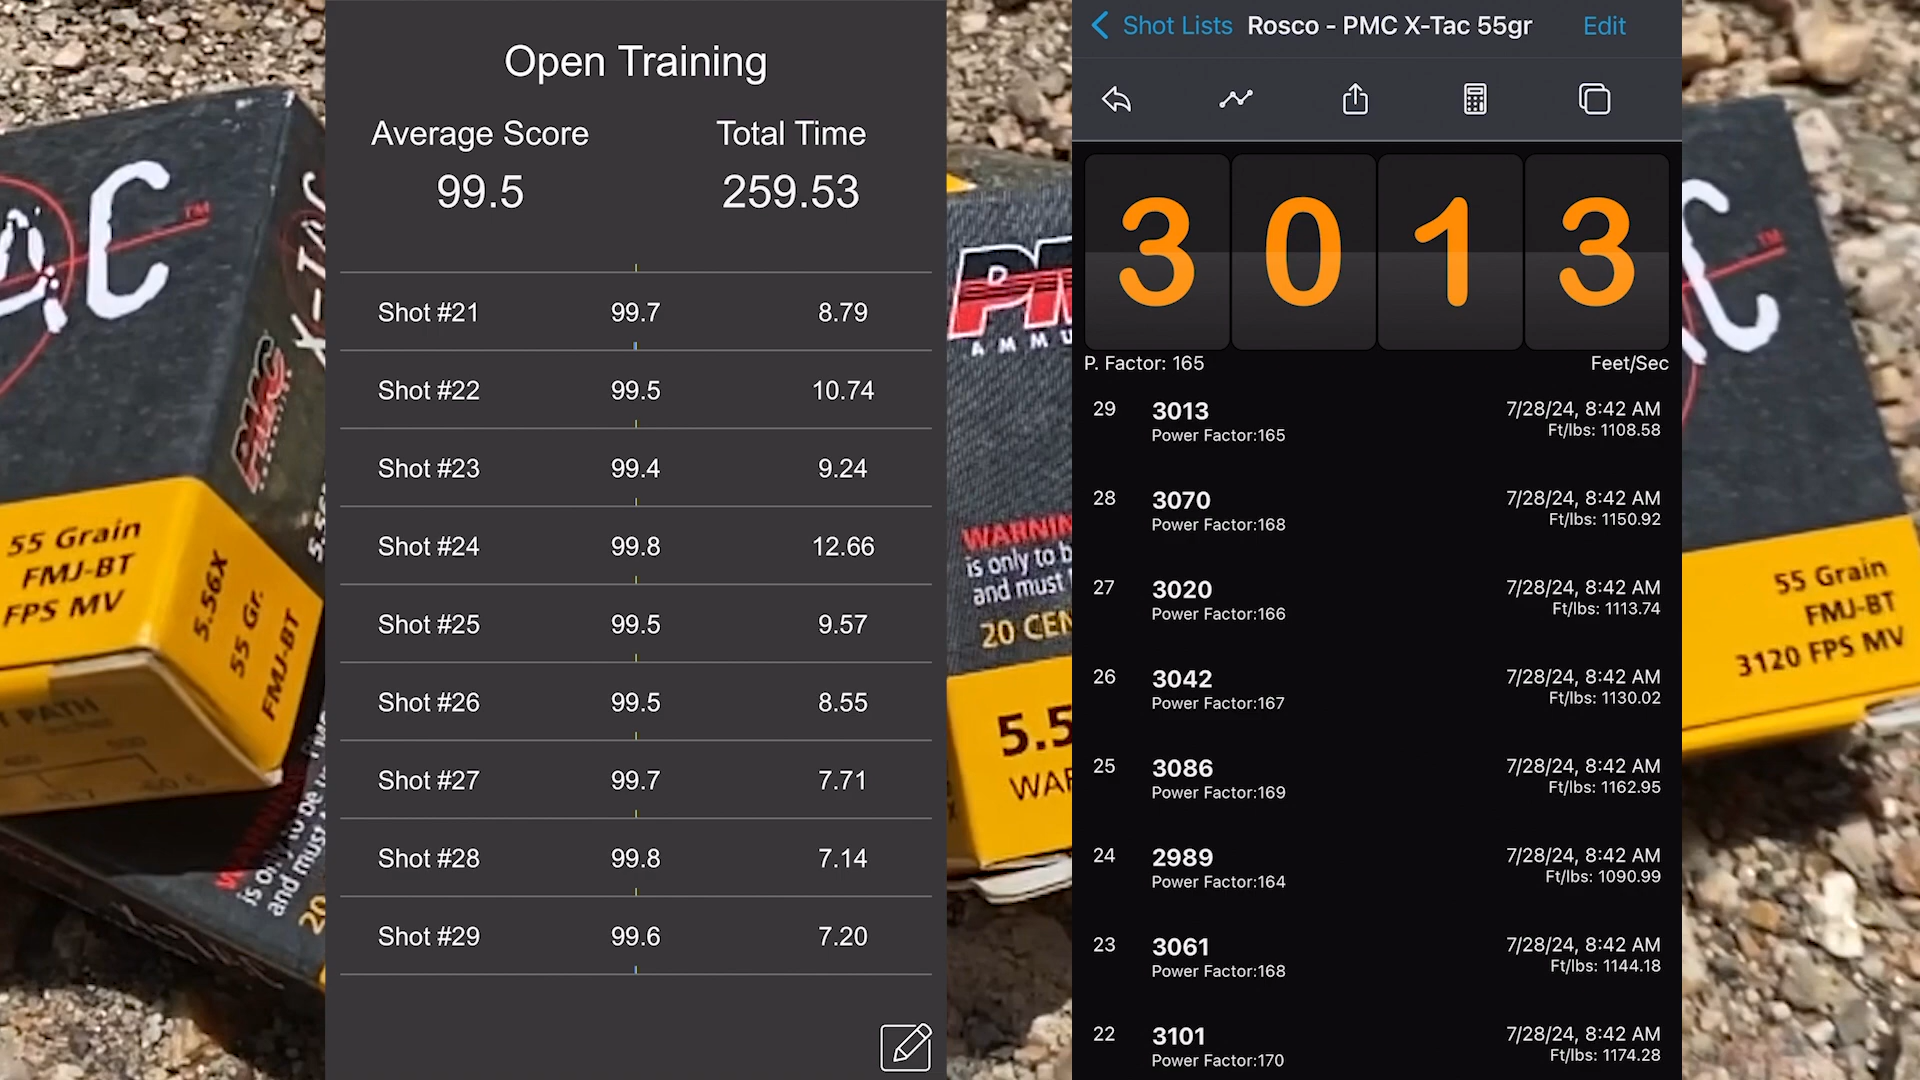 Open Training
Average Score
Total Time
99.5
259.53
Shot #21 99.7 8.79
Shot #22 99.5 10.74
Shot #23 99.4 9.24
Shot #24 99.8 12.66
Shot #25 99.5 9.57
Shot #26 99.5 8.55
Shot #27 99.7 7.71
Shot #28 99.8 7.14
Shot #29 99.6 7.20
Shot Lists
Rosco - PMC X-Tac 55gr
Edit
3013
P. Factor: 165
Feet/Sec
29 3013 7/28/24, 8:42 AM
Power Factor:165 Ft/lbs: 1108.58
28 3070 7/28/24, 8:42 AM
Power Factor:168 Ft/lbs: 1150.92
27 3020 7/28/24, 8:42 AM
Power Factor:166 Ft/lbs: 1113.74
26 3042 7/28/24, 8:42 AM
Power Factor:167 Ft/lbs: 1130.02
25 3086 7/28/24, 8:42 AM
Power Factor:169 Ft/lbs: 1162.95
24 2989 7/28/24, 8:42 AM
Power Factor:164 Ft/lbs: 1090.99
23 3061 7/28/24, 8:42 AM
Power Factor:168 Ft/lbs: 1144.18
22 3101 7/28/24, 8:42 AM
Power Factor:170 Ft/lbs: 1174.28
TM
PMC
55 Grain
FMJ-BT
FPS MV
5.56X
55 Gr.
FMJ-BT
is only to b
and must
20 CEN
TM
55 Grain
FMJ-BT
3120 FPS MV